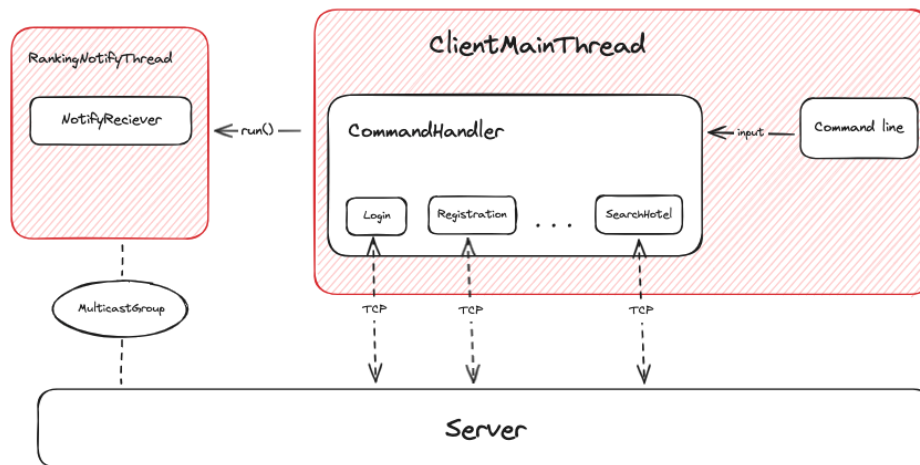 ClientMainThread
RankingNotifyThread
NotifyReciever
run()
CommandHandler
input
Command line
Login
Registration
. . .
SearchHotel
MulticastGroup
TCP
TCP
TCP
Server